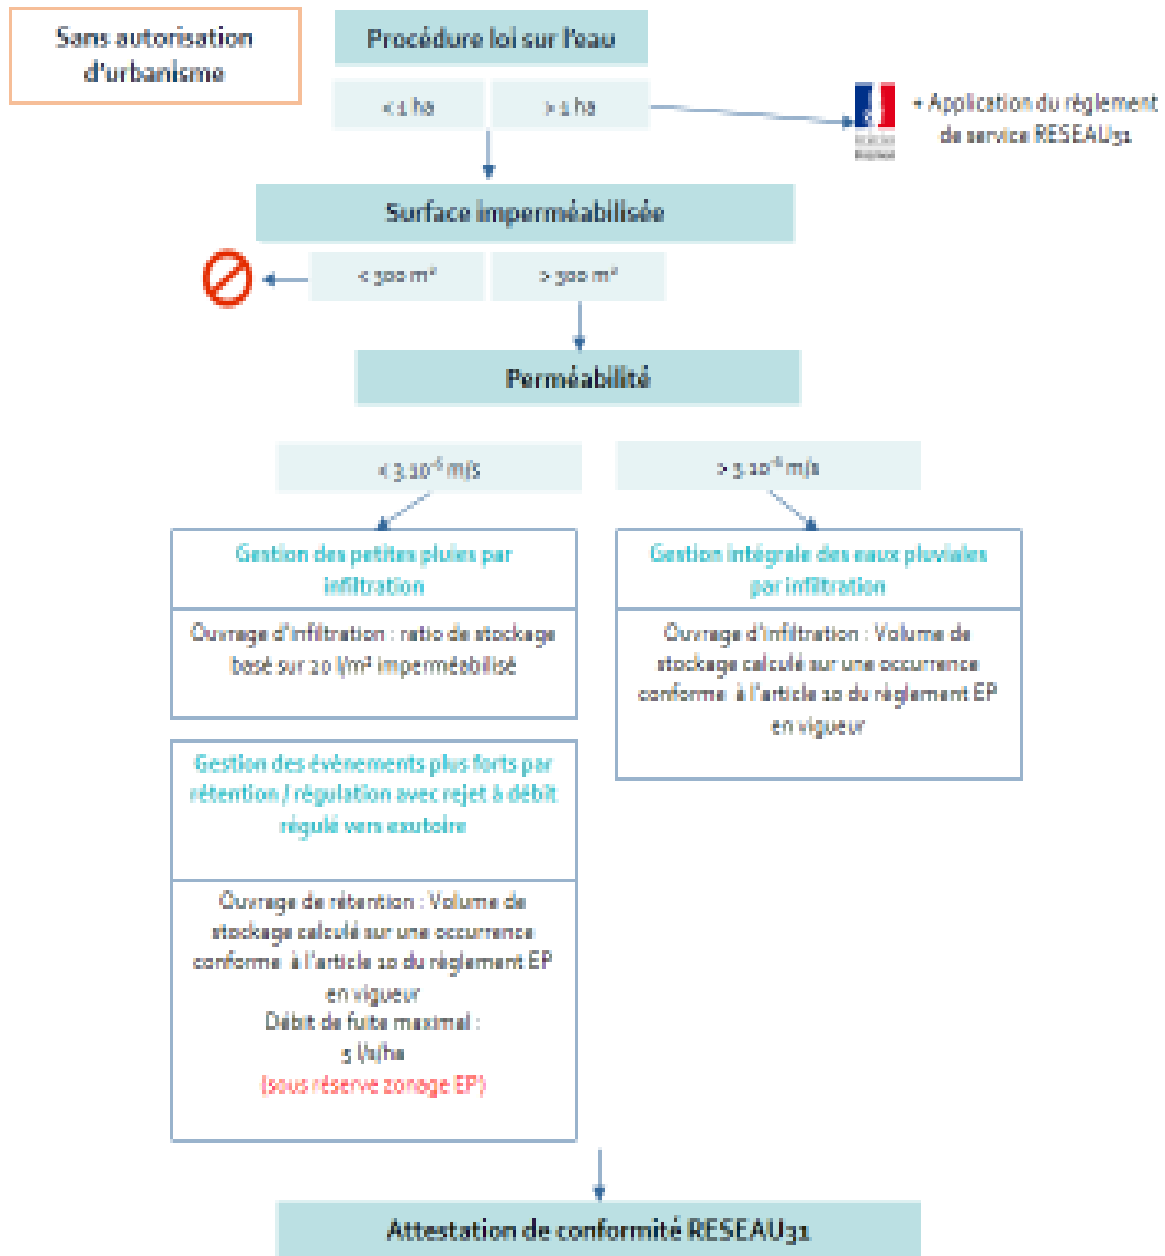 Sans autorisation
d'urbanisme
Procédure loi sur l'eau
< 1 ha
> 1 ha
+ Application du règlement
de service RESEAU31
Surface imperméabilisée
< 300 m²
> 300 m²
Perméabilité
< 3.10⁻⁶ m/s
> 3.10⁻⁶ m/s
Gestion des petites pluies par
infiltration
Ouvrage d'infiltration : ratio de stockage
basé sur 20 l/m² imperméabilisé
Gestion intégrale des eaux pluviales
par infiltration
Ouvrage d'infiltration : Volume de
stockage calculé sur une occurrence
conforme à l'article 10 du règlement EP
en vigueur
Gestion des évènements plus forts par
rétention / régulation avec rejet à débit
régulé vers exutoire
Ouvrage de rétention : Volume de
stockage calculé sur une occurrence
conforme à l'article 10 du règlement EP
en vigueur
Débit de fuite maximal :
5 l/s/ha
(sous réserve zonage EP)
Attestation de conformité RESEAU31